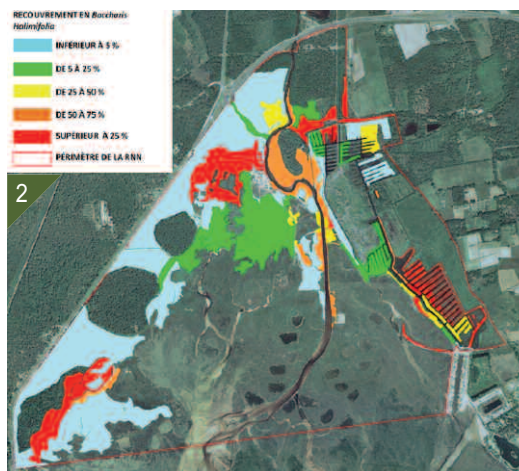 RECOUVREMENT EN Baccharis
Halimifolia
INFÉRIEUR À 5 %
DE 5 À 25 %
DE 25 À 50 %
DE 50 À 75 %
SUPÉRIEUR À 25 %
PÉRIMÈTRE DE LA RNN
2